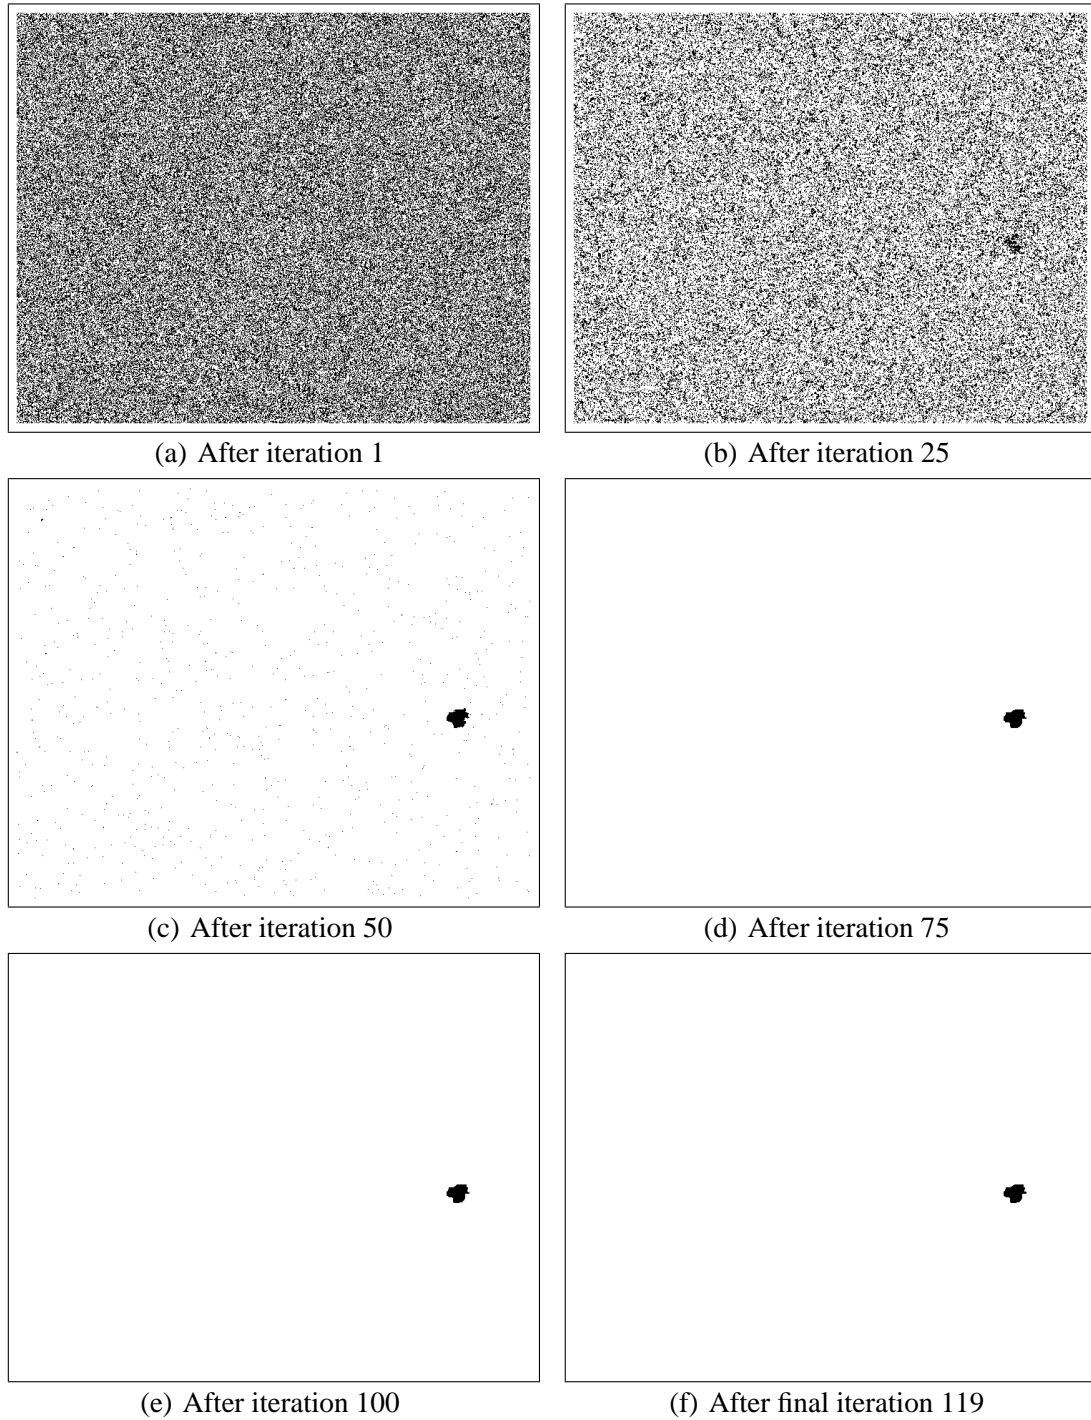 (a) After iteration 1
(b) After iteration 25
(c) After iteration 50
(d) After iteration 75
(e) After iteration 100
(f) After final iteration 119